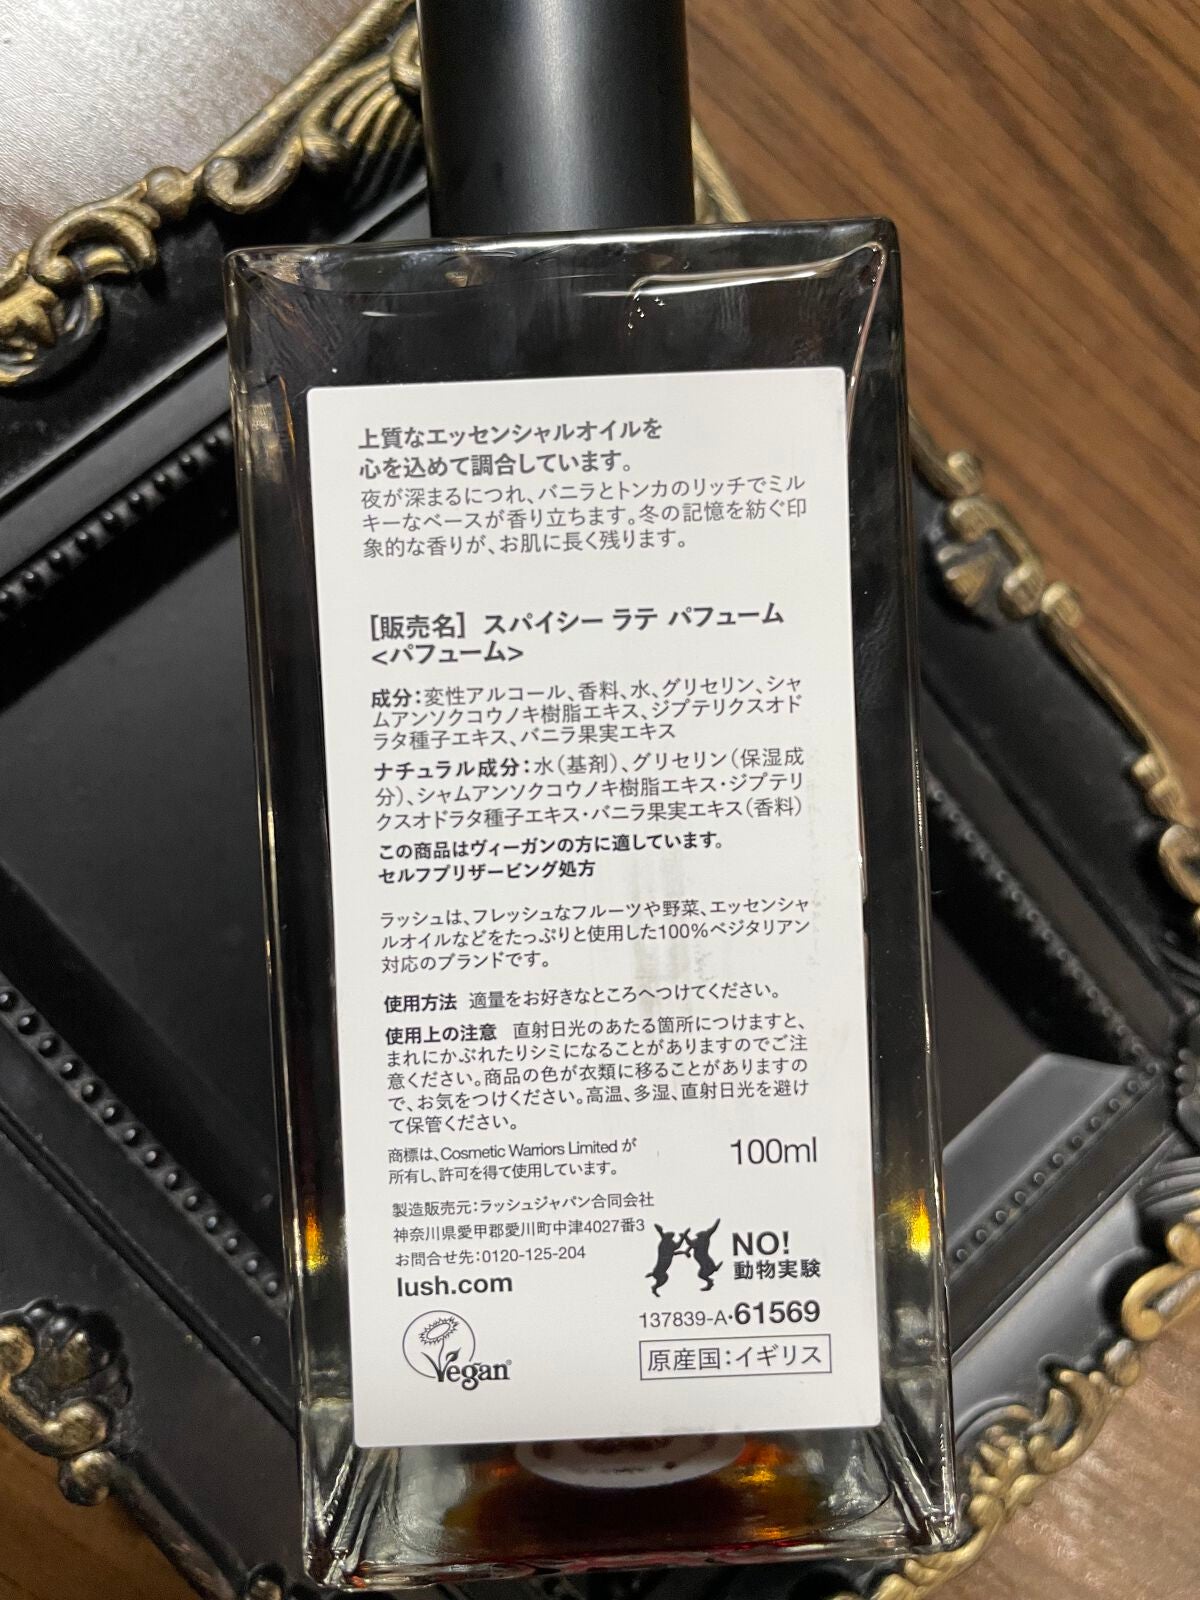 上質なエッセンシャルオイルを
心を込めて調合しています。
夜が深まるにつれ、バニラとトンカのリッチでミル
キーなベースが香り立ちます。冬の記憶を紡ぐ印
象的な香りが、お肌に長く残ります。
[販売名] スパイシー ラテ パフューム
<パフューム>
成分：変性アルコール、香料、水、グリセリン、シャ
ムアンソクコウノキ樹脂エキス、ジプテリクスオド
ラタ種子エキス、バニラ果実エキス
ナチュラル成分：水（基剤）、グリセリン（保湿成
分）、シャムアンソクコウノキ樹脂エキス・ジプテリ
クスオドラタ種子エキス・バニラ果実エキス（香料）
この商品はヴィーガンの方に適しています。
セルフプリザービング処方
ラッシュは、フレッシュなフルーツや野菜、エッセンシャ
ルオイルなどをたっぷりと使用した100%ベジタリアン
対応のブランドです。
使用方法 適量をお好きなところへつけてください。
使用上の注意 直射日光のあたる箇所につけますと、
まれにかぶれたりシミになることがありますのでご注
意ください。商品の色が衣類に移ることがありますの
で、お気をつけください。高温、多湿、直射日光を避け
て保管ください。
商標は、Cosmetic Warriors Limited が
所有し、許可を得て使用しています。
100ml
製造販売元：ラッシュジャパン合同会社
神奈川県愛甲郡愛川町中津4027番3
お問合せ先：0120-125-204
lush.com
NO!
動物実験
137839-A・61569
Vegan
原産国：イギリス